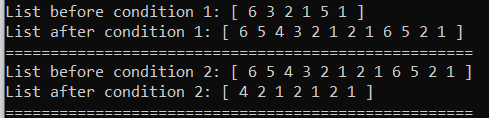 List before condition 1: [ 6 3 2 1 5 1 ]
List after condition 1: [ 6 5 4 3 2 1 2 1 6 5 2 1 ]
====================================================
List before condition 2: [ 6 5 4 3 2 1 2 1 6 5 2 1 ]
List after condition 2: [ 4 2 1 2 1 2 1 ]
====================================================